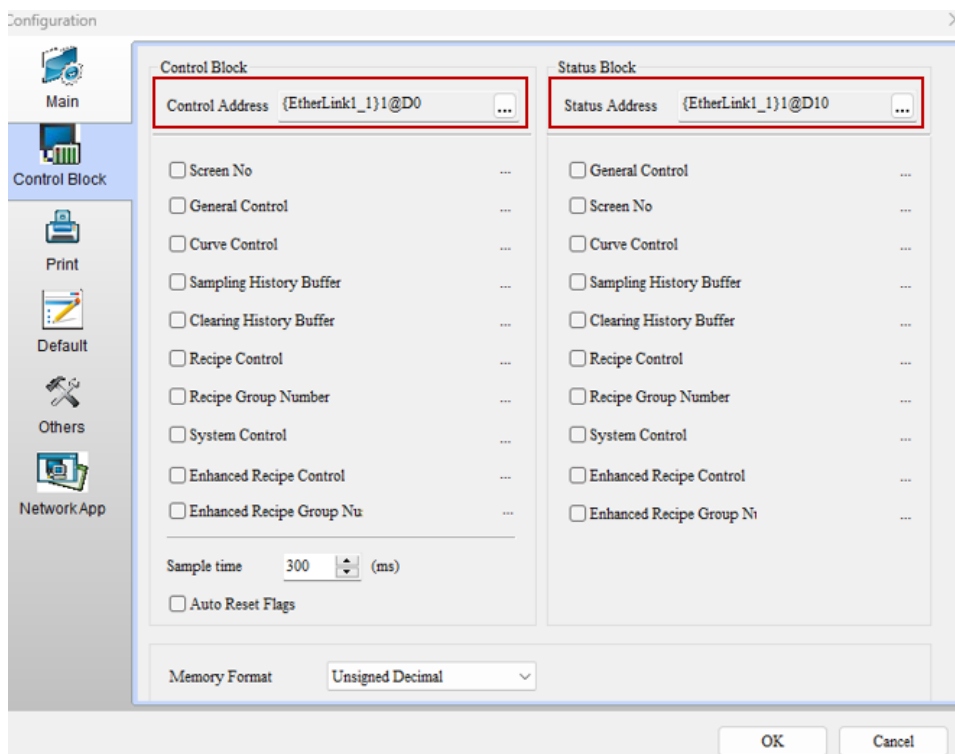 Configuration
Main
Control Block
Print
Default
Others
Network App
Control Block
Control Address {EtherLink1_1}1@D0 ...
Screen No ...
General Control ...
Curve Control ...
Sampling History Buffer ...
Clearing History Buffer ...
Recipe Control ...
Recipe Group Number ...
System Control ...
Enhanced Recipe Control ...
Enhanced Recipe Group Nu ...
Sample time 300 (ms)
Auto Reset Flags
Status Block
Status Address {EtherLink1_1}1@D10 ...
General Control ...
Screen No ...
Curve Control ...
Sampling History Buffer ...
Clearing History Buffer ...
Recipe Control ...
Recipe Group Number ...
System Control ...
Enhanced Recipe Control ...
Enhanced Recipe Group Nu ...
Memory Format Unsigned Decimal
OK Cancel